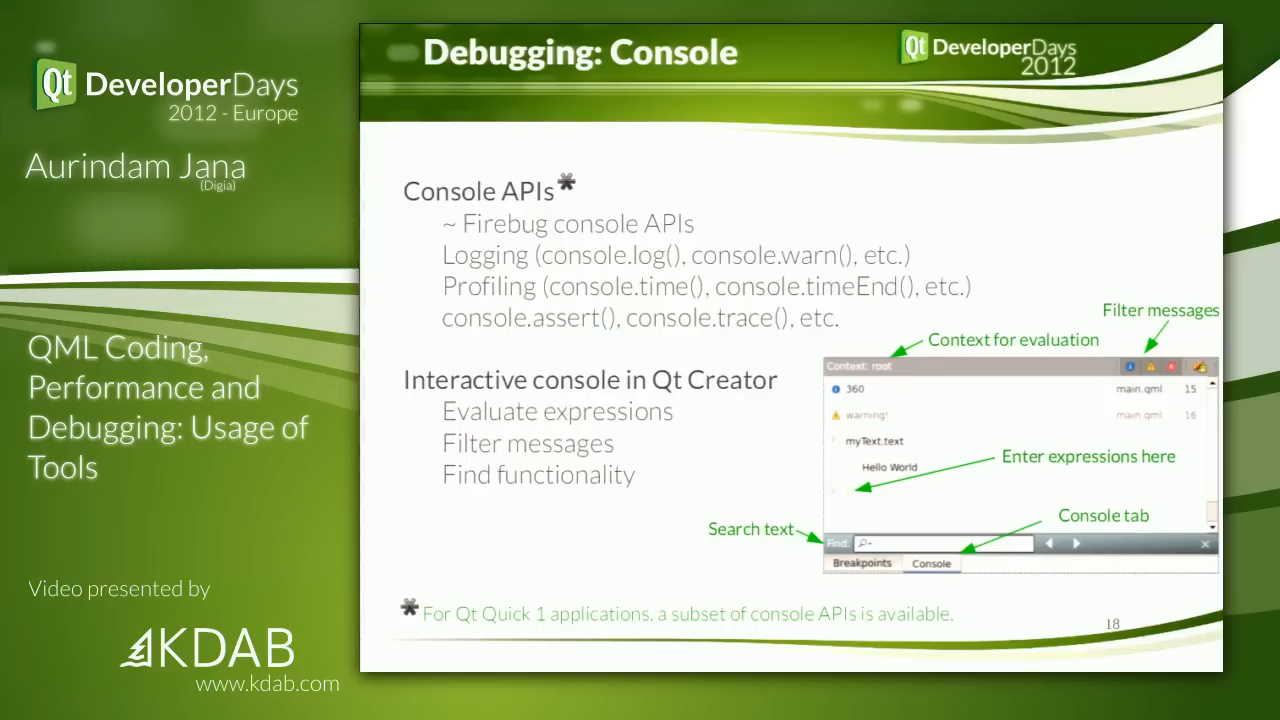 Qt DeveloperDays
2012 - Europe
Aurindam Jana
(Digia)
QML Coding,
Performance and
Debugging: Usage of
Tools
Video presented by
KDAB
www.kdab.com
Debugging: Console
Qt DeveloperDays
2012
Console APIs*
~ Firebug console APIs
Logging (console.log(), console.warn(), etc.)
Profiling (console.time(), console.timeEnd(), etc.)
console.assert(), console.trace(), etc.
Interactive console in Qt Creator
Evaluate expressions
Filter messages
Find functionality
Filter messages
Context for evaluation
Context: root
360 main.qml 15
warning! main.qml 16
myText.text
Hello World
Enter expressions here
Console tab
Search text
Find:
Breakpoints Console
* For Qt Quick 1 applications, a subset of console APIs is available.
18